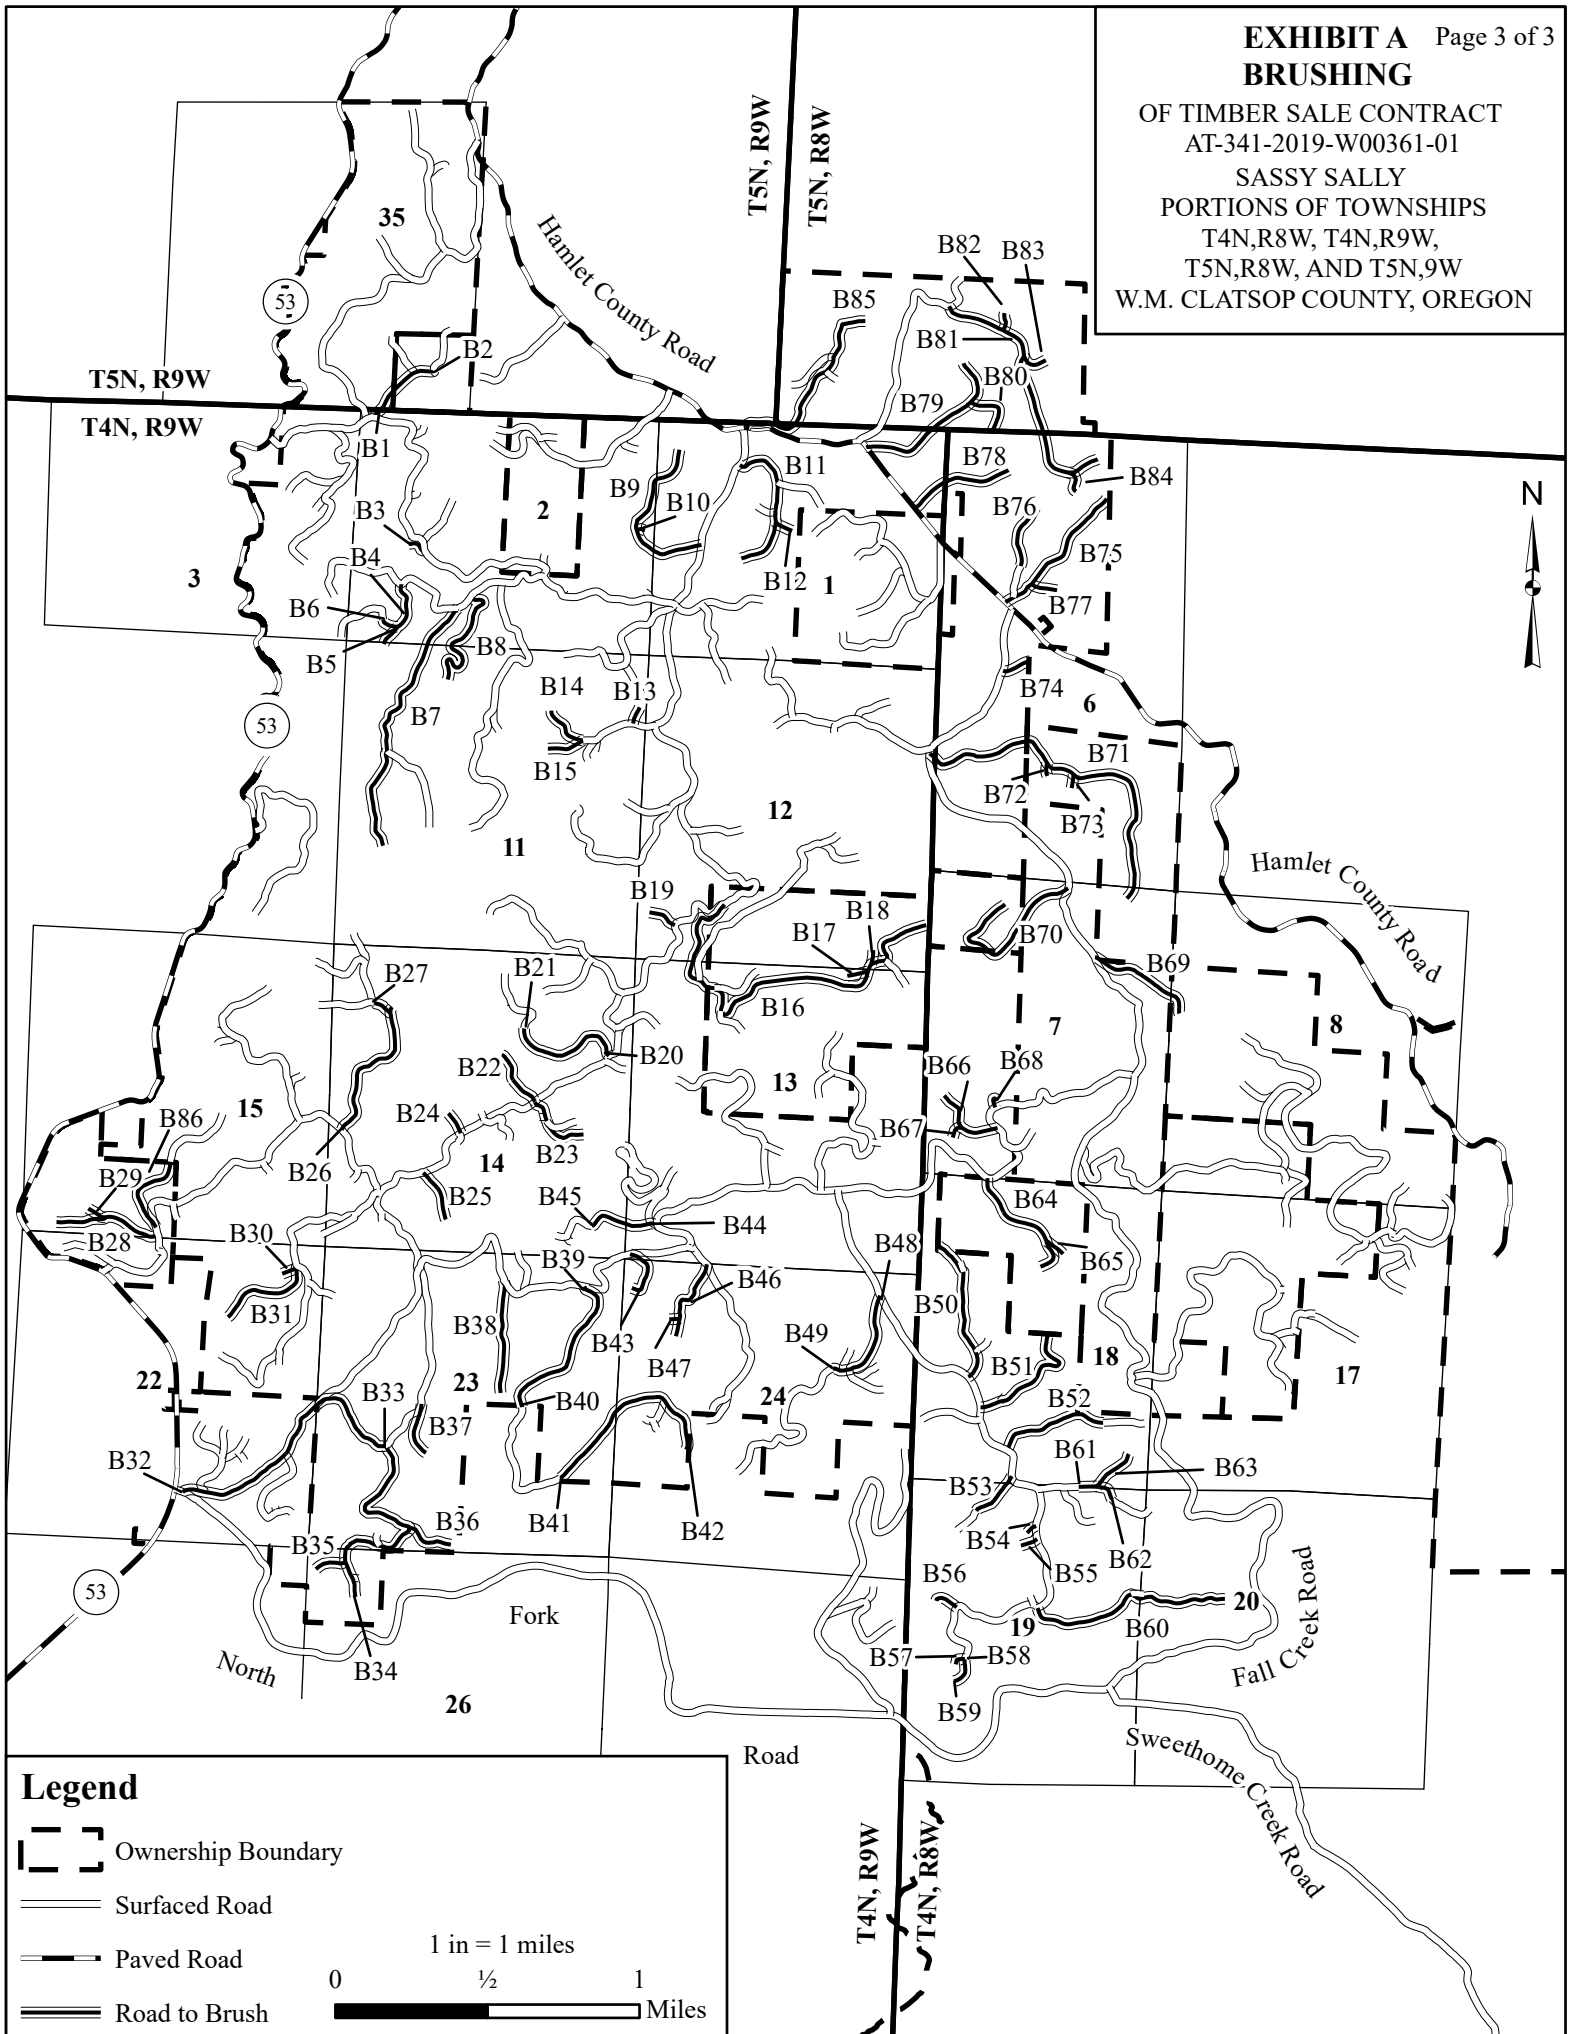 EXHIBIT A Page 3 of 3
BRUSHING
OF TIMBER SALE CONTRACT
AT-341-2019-W00361-01
SASSY SALLY
PORTIONS OF TOWNSHIPS
T4N,R8W, T4N,R9W,
T5N,R8W, AND T5N,9W
W.M. CLATSOP COUNTY, OREGON
T5N, R9W
T5N, R8W
35
Hamlet County Road
53
B82
B83
B85
B81
B2
B80
T5N, R9W
B79
T4N, R9W
B1
B11
B78
B9
B84
N
B10
B3
2
B76
B4
B75
3
B12
1
B6
B77
B5
B8
B74
B14
B13
6
B7
53
B71
B15
B72
12
B73
11
Hamlet County Road
B19
B18
B17
B70
B27
B21
B69
B16
7
8
B20
B22
B66
B68
13
15
B86
B24
B67
B23
14
B26
B29
B25
B45
B64
B44
B28
B30
B39
B48
B65
B46
B31
B50
B38
B43
B49
B47
B51
18
22
23
17
B33
B40
24
B52
B37
B61
B32
B63
B53
B36
B41
B42
B35
B54
B62
B55
53
B56
Fork
20
B60
19
Fall Creek Road
B57
B58
North
B34
B59
26
Road
Sweethome Creek Road
T4N, R9W
T4N, R8W
Legend
Ownership Boundary
Surfaced Road
Paved Road
Road to Brush
1 in = 1 miles
0 ½ 1
Miles